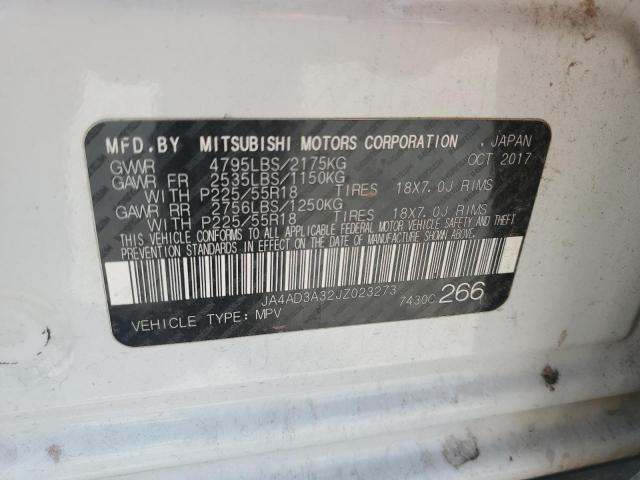 MFD.BY MITSUBISHI MOTORS CORPORATION, JAPAN
GVWR 4795LBS/2175KG OCT 2017
GAWR FR 2535LBS/1150KG
WITH P225/55R18 TIRES 18X7.0J RIMS
GAWR RR 2756LBS/1250KG
WITH P225/55R18 TIRES 18X7.0J RIMS
THIS VEHICLE CONFORMS TO ALL APPLICABLE FEDERAL MOTOR VEHICLE SAFETY AND THEFT
PREVENTION STANDARDS IN EFFECT ON THE DATE OF MANUFACTURE SHOWN ABOVE.
JA4AD3A32JZ023273 7430C 266
VEHICLE TYPE: MPV